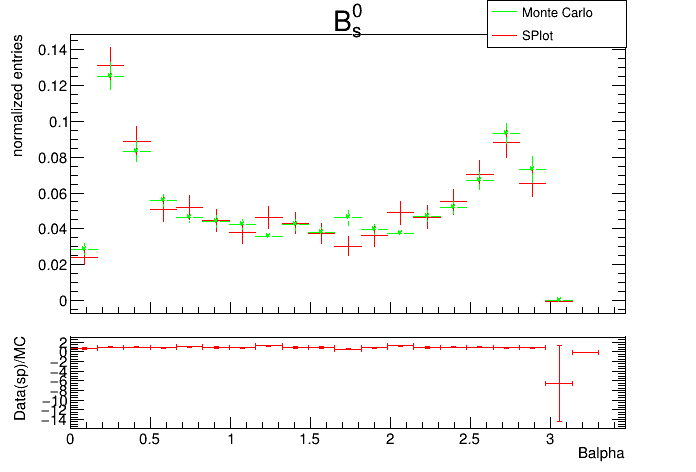 B_s^0
Monte Carlo
SPlot
normalized entries
0.14
0.12
0.1
0.08
0.06
0.04
0.02
0
Data(sp)/MC
2
0
−2
−4
−6
−8
−10
−12
−14
0 0.5 1 1.5 2 2.5 3
Balpha